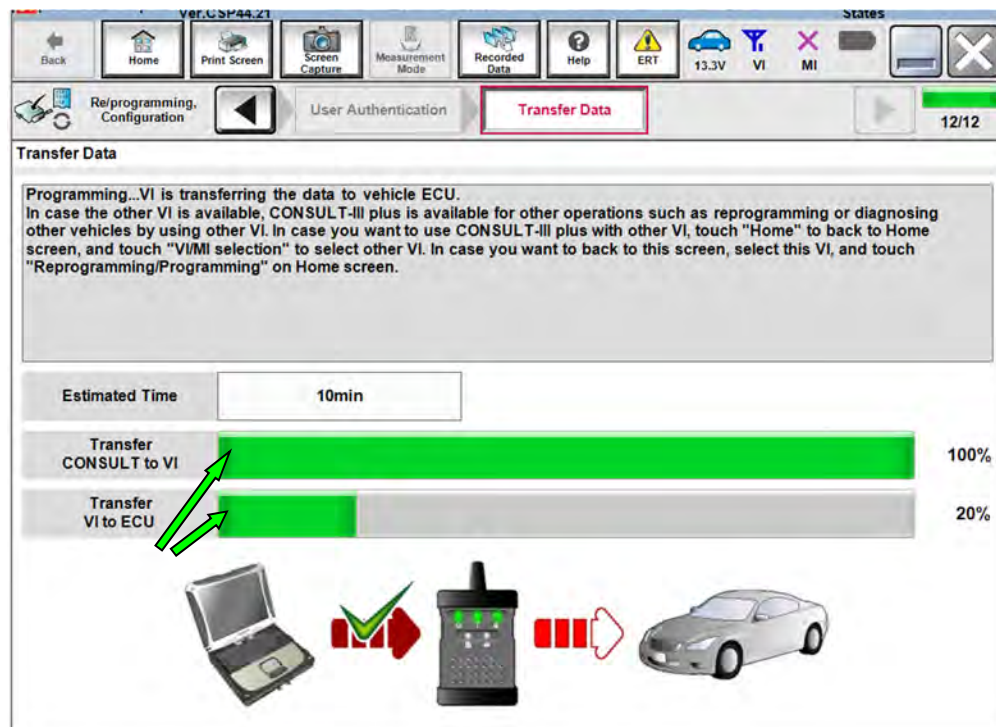 Ver.CSP44.21
States
Back
Home
Print Screen
Screen
Capture
Measurement
Mode
Recorded
Data
Help
ERT
13.3V
VI
MI
Re/programming,
Configuration
User Authentication
Transfer Data
12/12
Transfer Data
Programming...VI is transferring the data to vehicle ECU.
In case the other VI is available, CONSULT-III plus is available for other operations such as reprogramming or diagnosing
other vehicles by using other VI. In case you want to use CONSULT-III plus with other VI, touch "Home" to back to Home
screen, and touch "VI/MI selection" to select other VI. In case you want to back to this screen, select this VI, and touch
"Reprogramming/Programming" on Home screen.
Estimated Time
10min
Transfer
CONSULT to VI
100%
Transfer
VI to ECU
20%